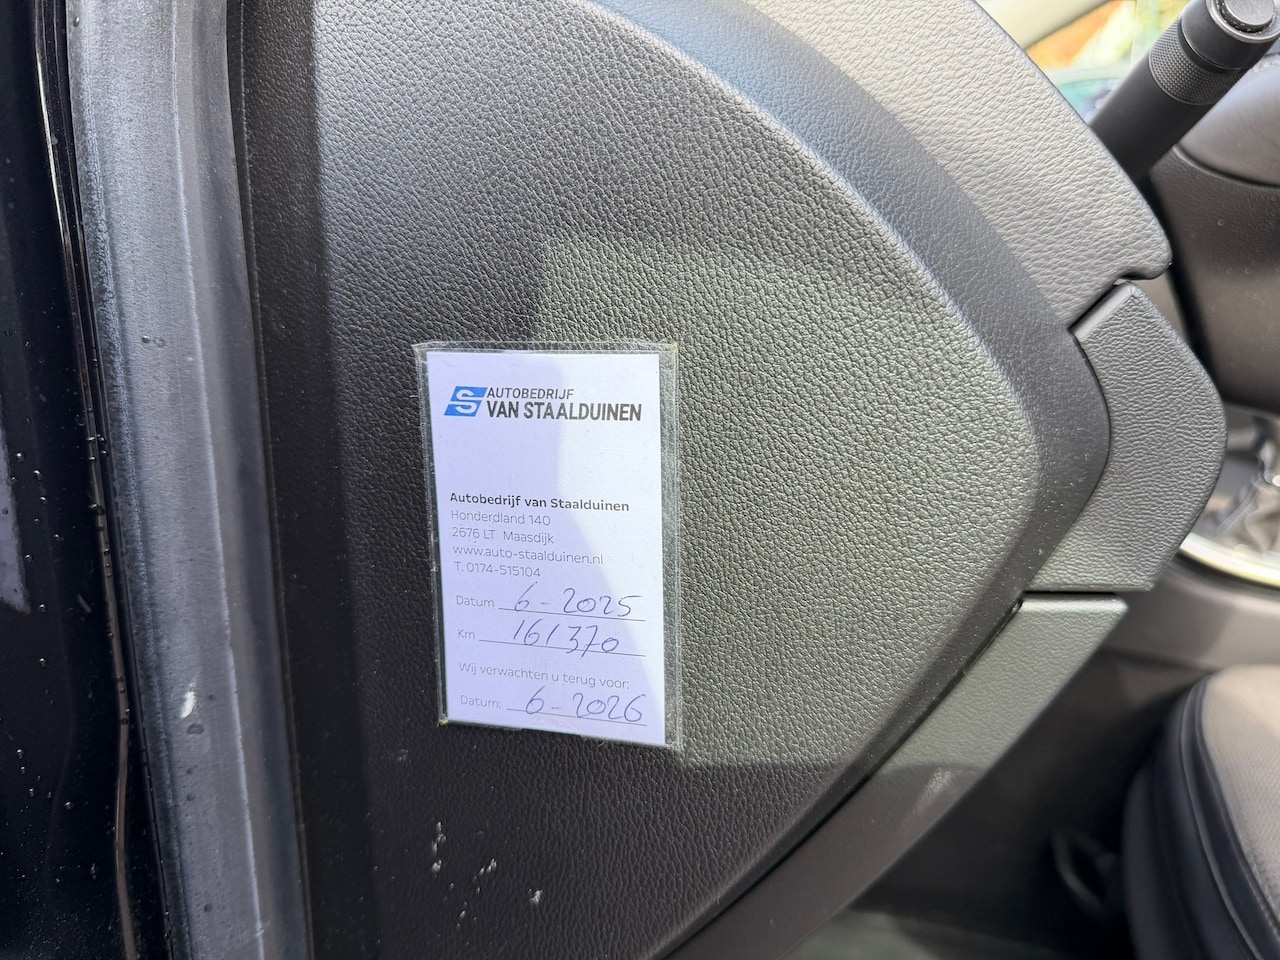 S AUTOBEDRIJF
VAN STAALDUINEN
Autobedrijf van Staalduinen
Honderdland 140
2676 LT Maasdijk
www.auto-staalduinen.nl
T. 0174-515104
Datum 6-2025
Km 161370
Wij verwachten u terug voor:
Datum: 6-2026